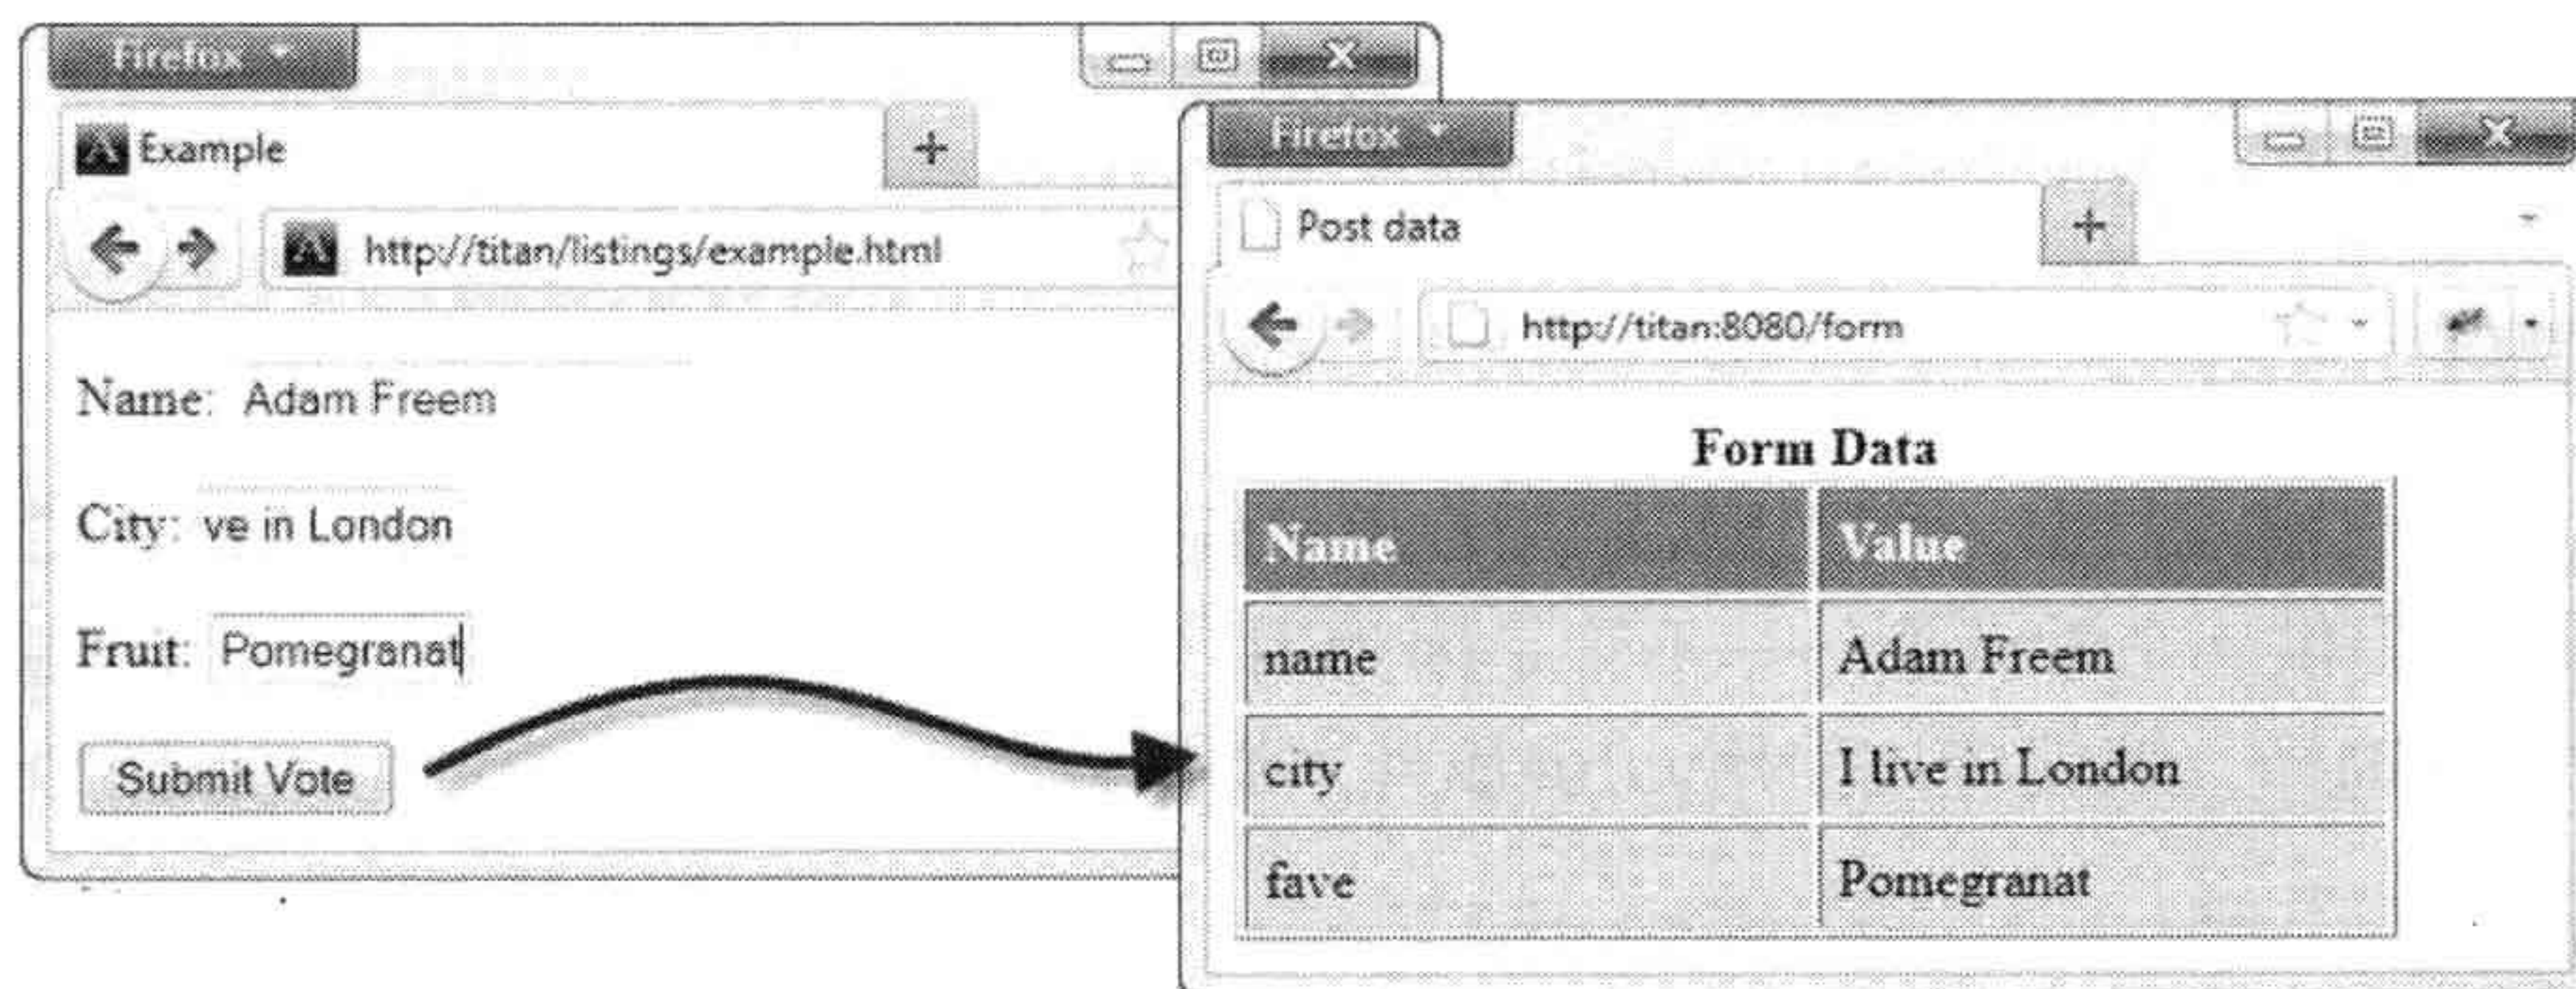 Firefox
Example
http://titan/listings/example.html
Name: Adam Freem
City: ve in London
Fruit: Pomegranat
Submit Vote
Firefox
Post data
http://titan:8080/form
Form Data
Name Value
name Adam Freem
city I live in London
fave Pomegranat